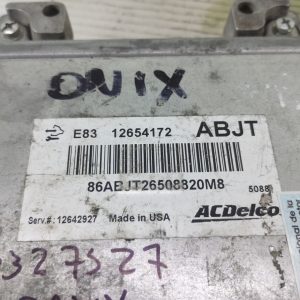 ONIX
E83 12654172 ABJT
86ABJT26508820M8
5088
Serv.#: 12642927 Made in USA ACDelco
327527